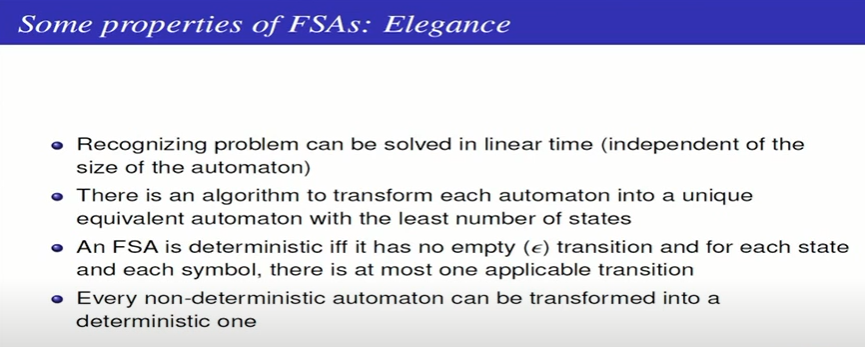 Some properties of FSAs: Elegance
Recognizing problem can be solved in linear time (independent of the
size of the automaton)
There is an algorithm to transform each automaton into a unique
equivalent automaton with the least number of states
An FSA is deterministic iff it has no empty (ϵ) transition and for each state
and each symbol, there is at most one applicable transition
Every non-deterministic automaton can be transformed into a
deterministic one